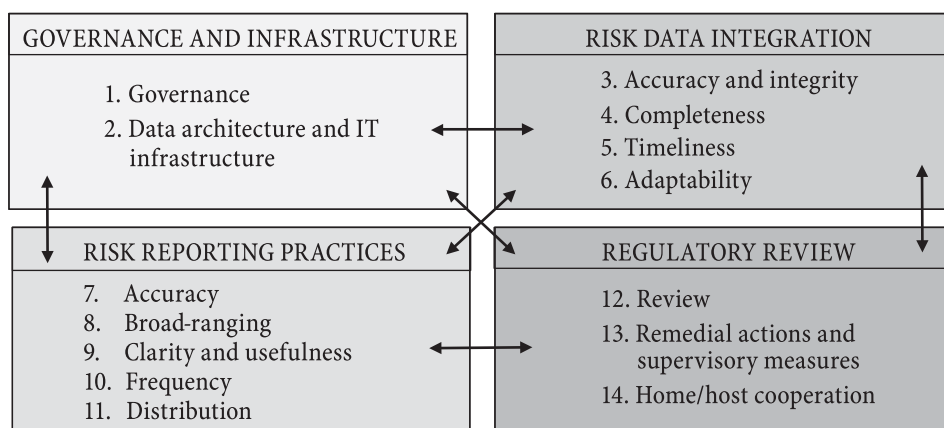 GOVERNANCE AND INFRASTRUCTURE
1. Governance
2. Data architecture and IT
infrastructure
RISK DATA INTEGRATION
3. Accuracy and integrity
4. Completeness
5. Timeliness
6. Adaptability
RISK REPORTING PRACTICES
7. Accuracy
8. Broad-ranging
9. Clarity and usefulness
10. Frequency
11. Distribution
REGULATORY REVIEW
12. Review
13. Remedial actions and
supervisory measures
14. Home/host cooperation